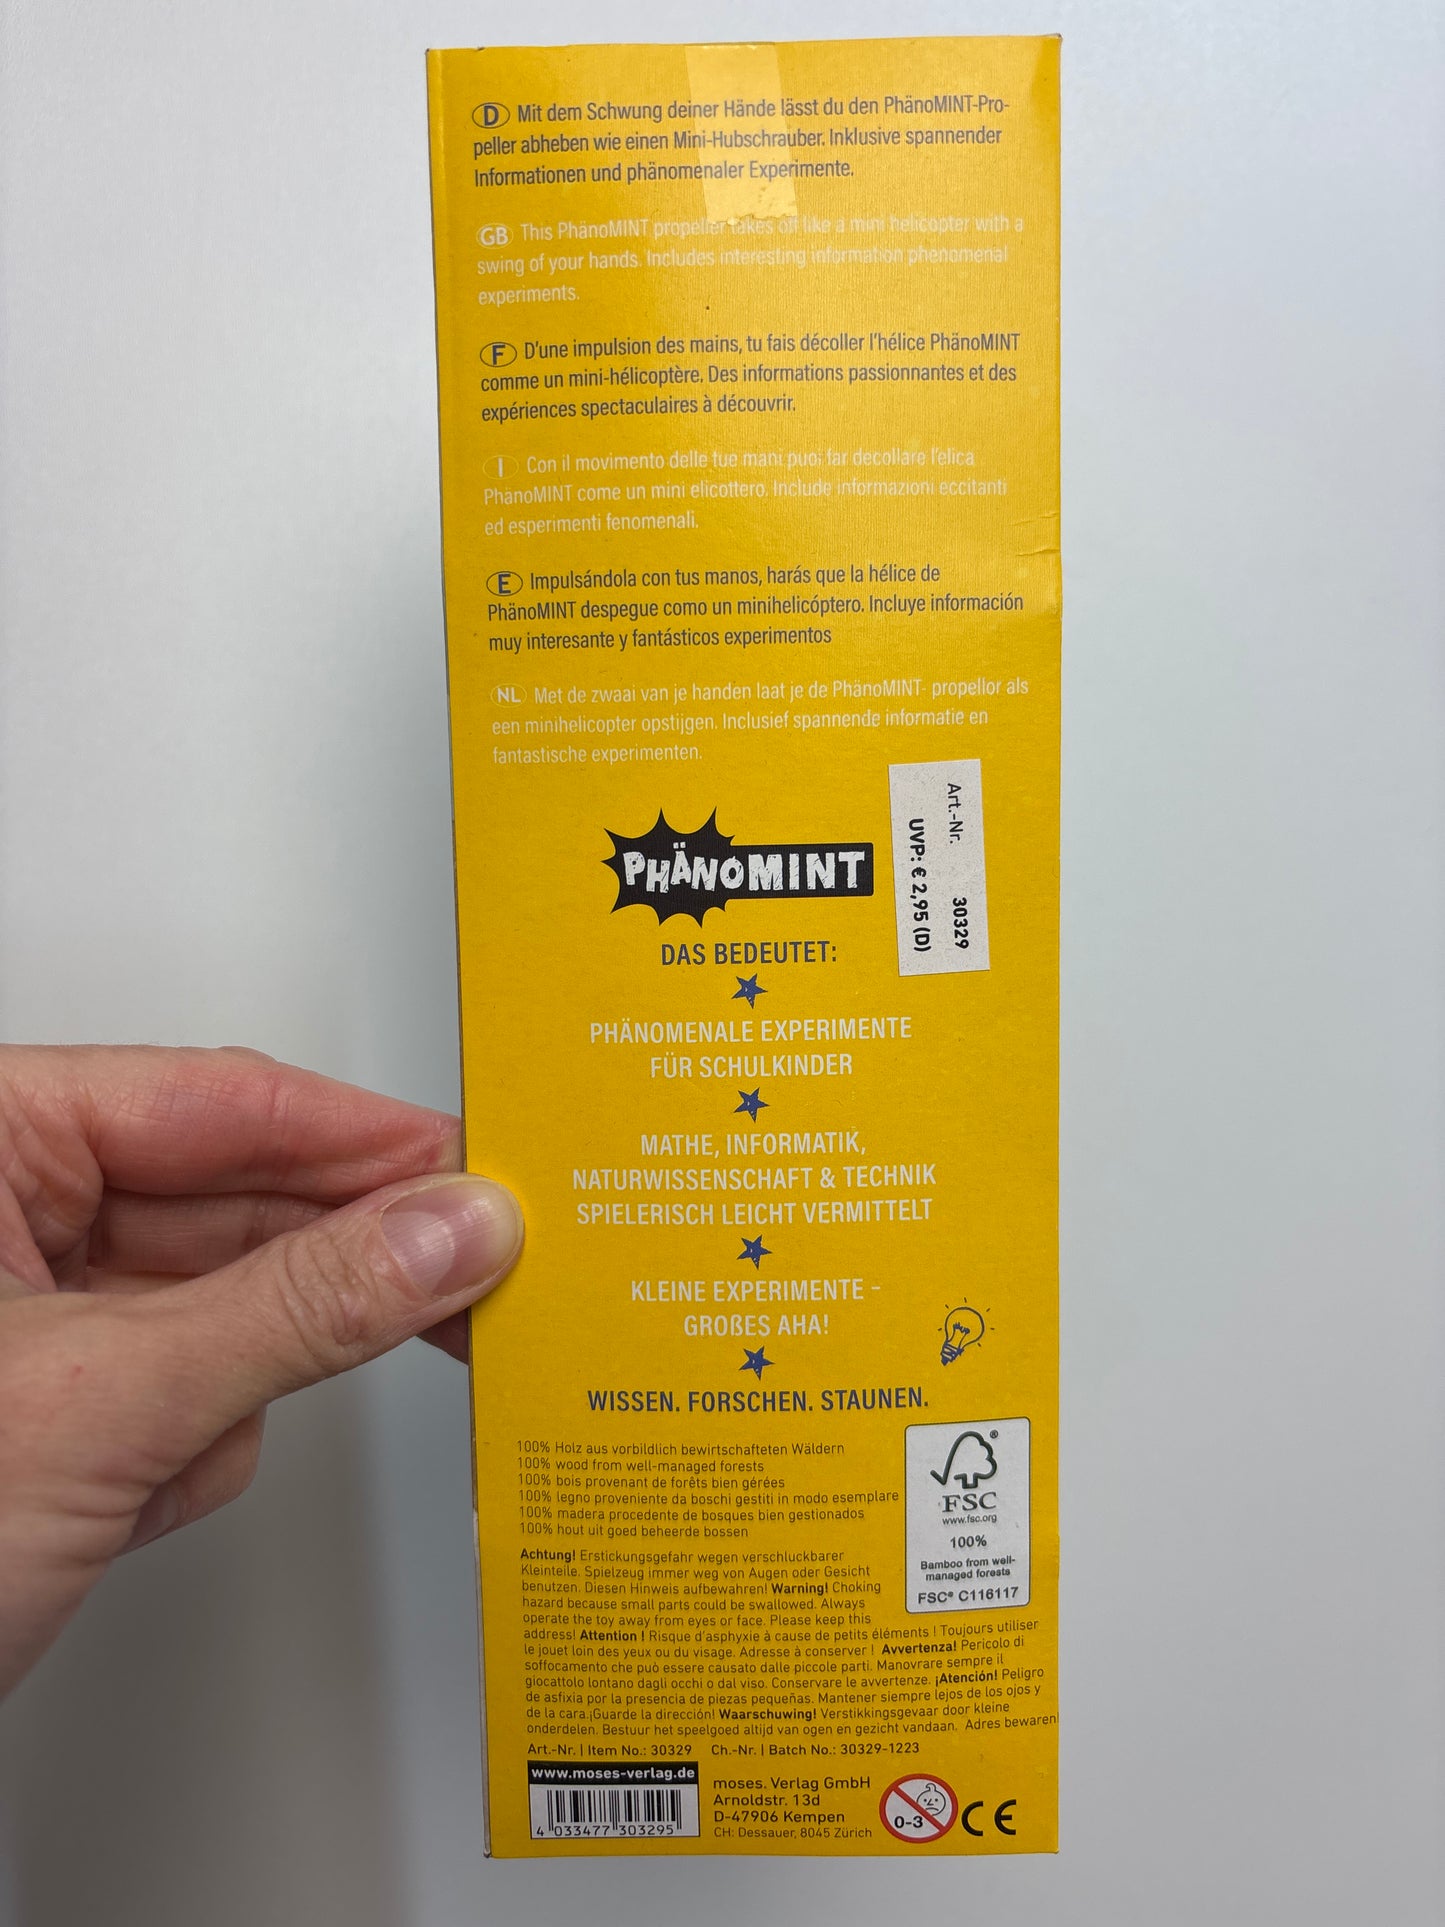 D Mit dem Schwung deiner Hände lässt du den PhänoMINT-Pro-
peller abheben wie einen Mini-Hubschrauber. Inklusive spannender
Informationen und phänomenaler Experimente.
GB This PhänoMINT propeller takes off like a mini helicopter with a
swing of your hands. Includes interesting information phenomenal
experiments.
F D'une impulsion des mains, tu fais décoller l'hélice PhänoMINT
comme un mini-hélicoptère. Des informations passionnantes et des
expériences spectaculaires à découvrir.
I Con il movimento delle tue mani puoi far decollare l'elica
PhänoMINT come un mini elicottero. Include informazioni eccitanti
ed esperimenti fenomenali.
E Impulsándola con tus manos, harás que la hélice de
PhänoMINT despegue como un minihelicóptero. Incluye información
muy interesante y fantásticos experimentos
NL Met de zwaai van je handen laat je de PhänoMINT- propellor als
een minihelicopter opstijgen. Inclusief spannende informatie en
fantastische experimenten.
Art.-Nr. 30329
UVP: € 2,95 (D)
PHÄNOMINT
DAS BEDEUTET:
PHÄNOMENALE EXPERIMENTE
FÜR SCHULKINDER
MATHE, INFORMATIK,
NATURWISSENSCHAFT & TECHNIK
SPIELERISCH LEICHT VERMITTELT
KLEINE EXPERIMENTE -
GROßES AHA!
WISSEN. FORSCHEN. STAUNEN.
100% Holz aus vorbildlich bewirtschafteten Wäldern
100% wood from well-managed forests
100% bois provenant de forêts bien gérées
100% legno proveniente da boschi gestiti in modo esemplare
100% madera procedente de bosques bien gestionados
100% hout uit goed beheerde bossen
FSC®
www.fsc.org
100%
Bamboo from well-
managed forests
FSC® C116117
Achtung! Erstickungsgefahr wegen verschluckbarer
Kleinteile. Spielzeug immer weg von Augen oder Gesicht
benutzen. Diesen Hinweis aufbewahren! Warning! Choking
hazard because small parts could be swallowed. Always
operate the toy away from eyes or face. Please keep this
address! Attention ! Risque d'asphyxie à cause de petits éléments ! Toujours utiliser
le jouet loin des yeux ou du visage. Adresse à conserver ! Avvertenza! Pericolo di
soffocamento che può essere causato dalle piccole parti. Manovrare sempre il
giocattolo lontano dagli occhi o dal viso. Conservare le avvertenze. ¡Atención! Peligro
de asfixia por la presencia de piezas pequeñas. Mantener siempre lejos de los ojos y
de la cara.¡Guarde la dirección! Waarschuwing! Verstikkingsgevaar door kleine
onderdelen. Bestuur het speelgoed altijd van ogen en gezicht vandaan. Adres bewaren!
Art.-Nr. | Item No.: 30329 Ch.-Nr. | Batch No.: 30329-1223
www.moses-verlag.de
4 033477 303295
moses. Verlag GmbH
Arnoldstr. 13d
D-47906 Kempen
CH: Dessauer, 8045 Zürich
0-3
CE